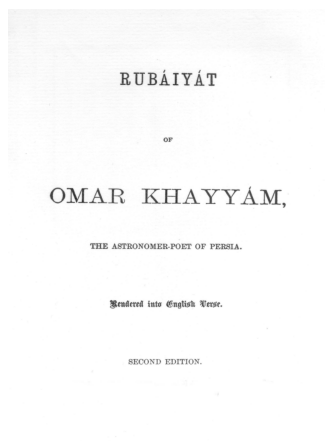 RUBÁIYÁT
OF
OMAR KHAYYÁM,
THE ASTRONOMER-POET OF PERSIA.
Rendered into English Verse.
SECOND EDITION.